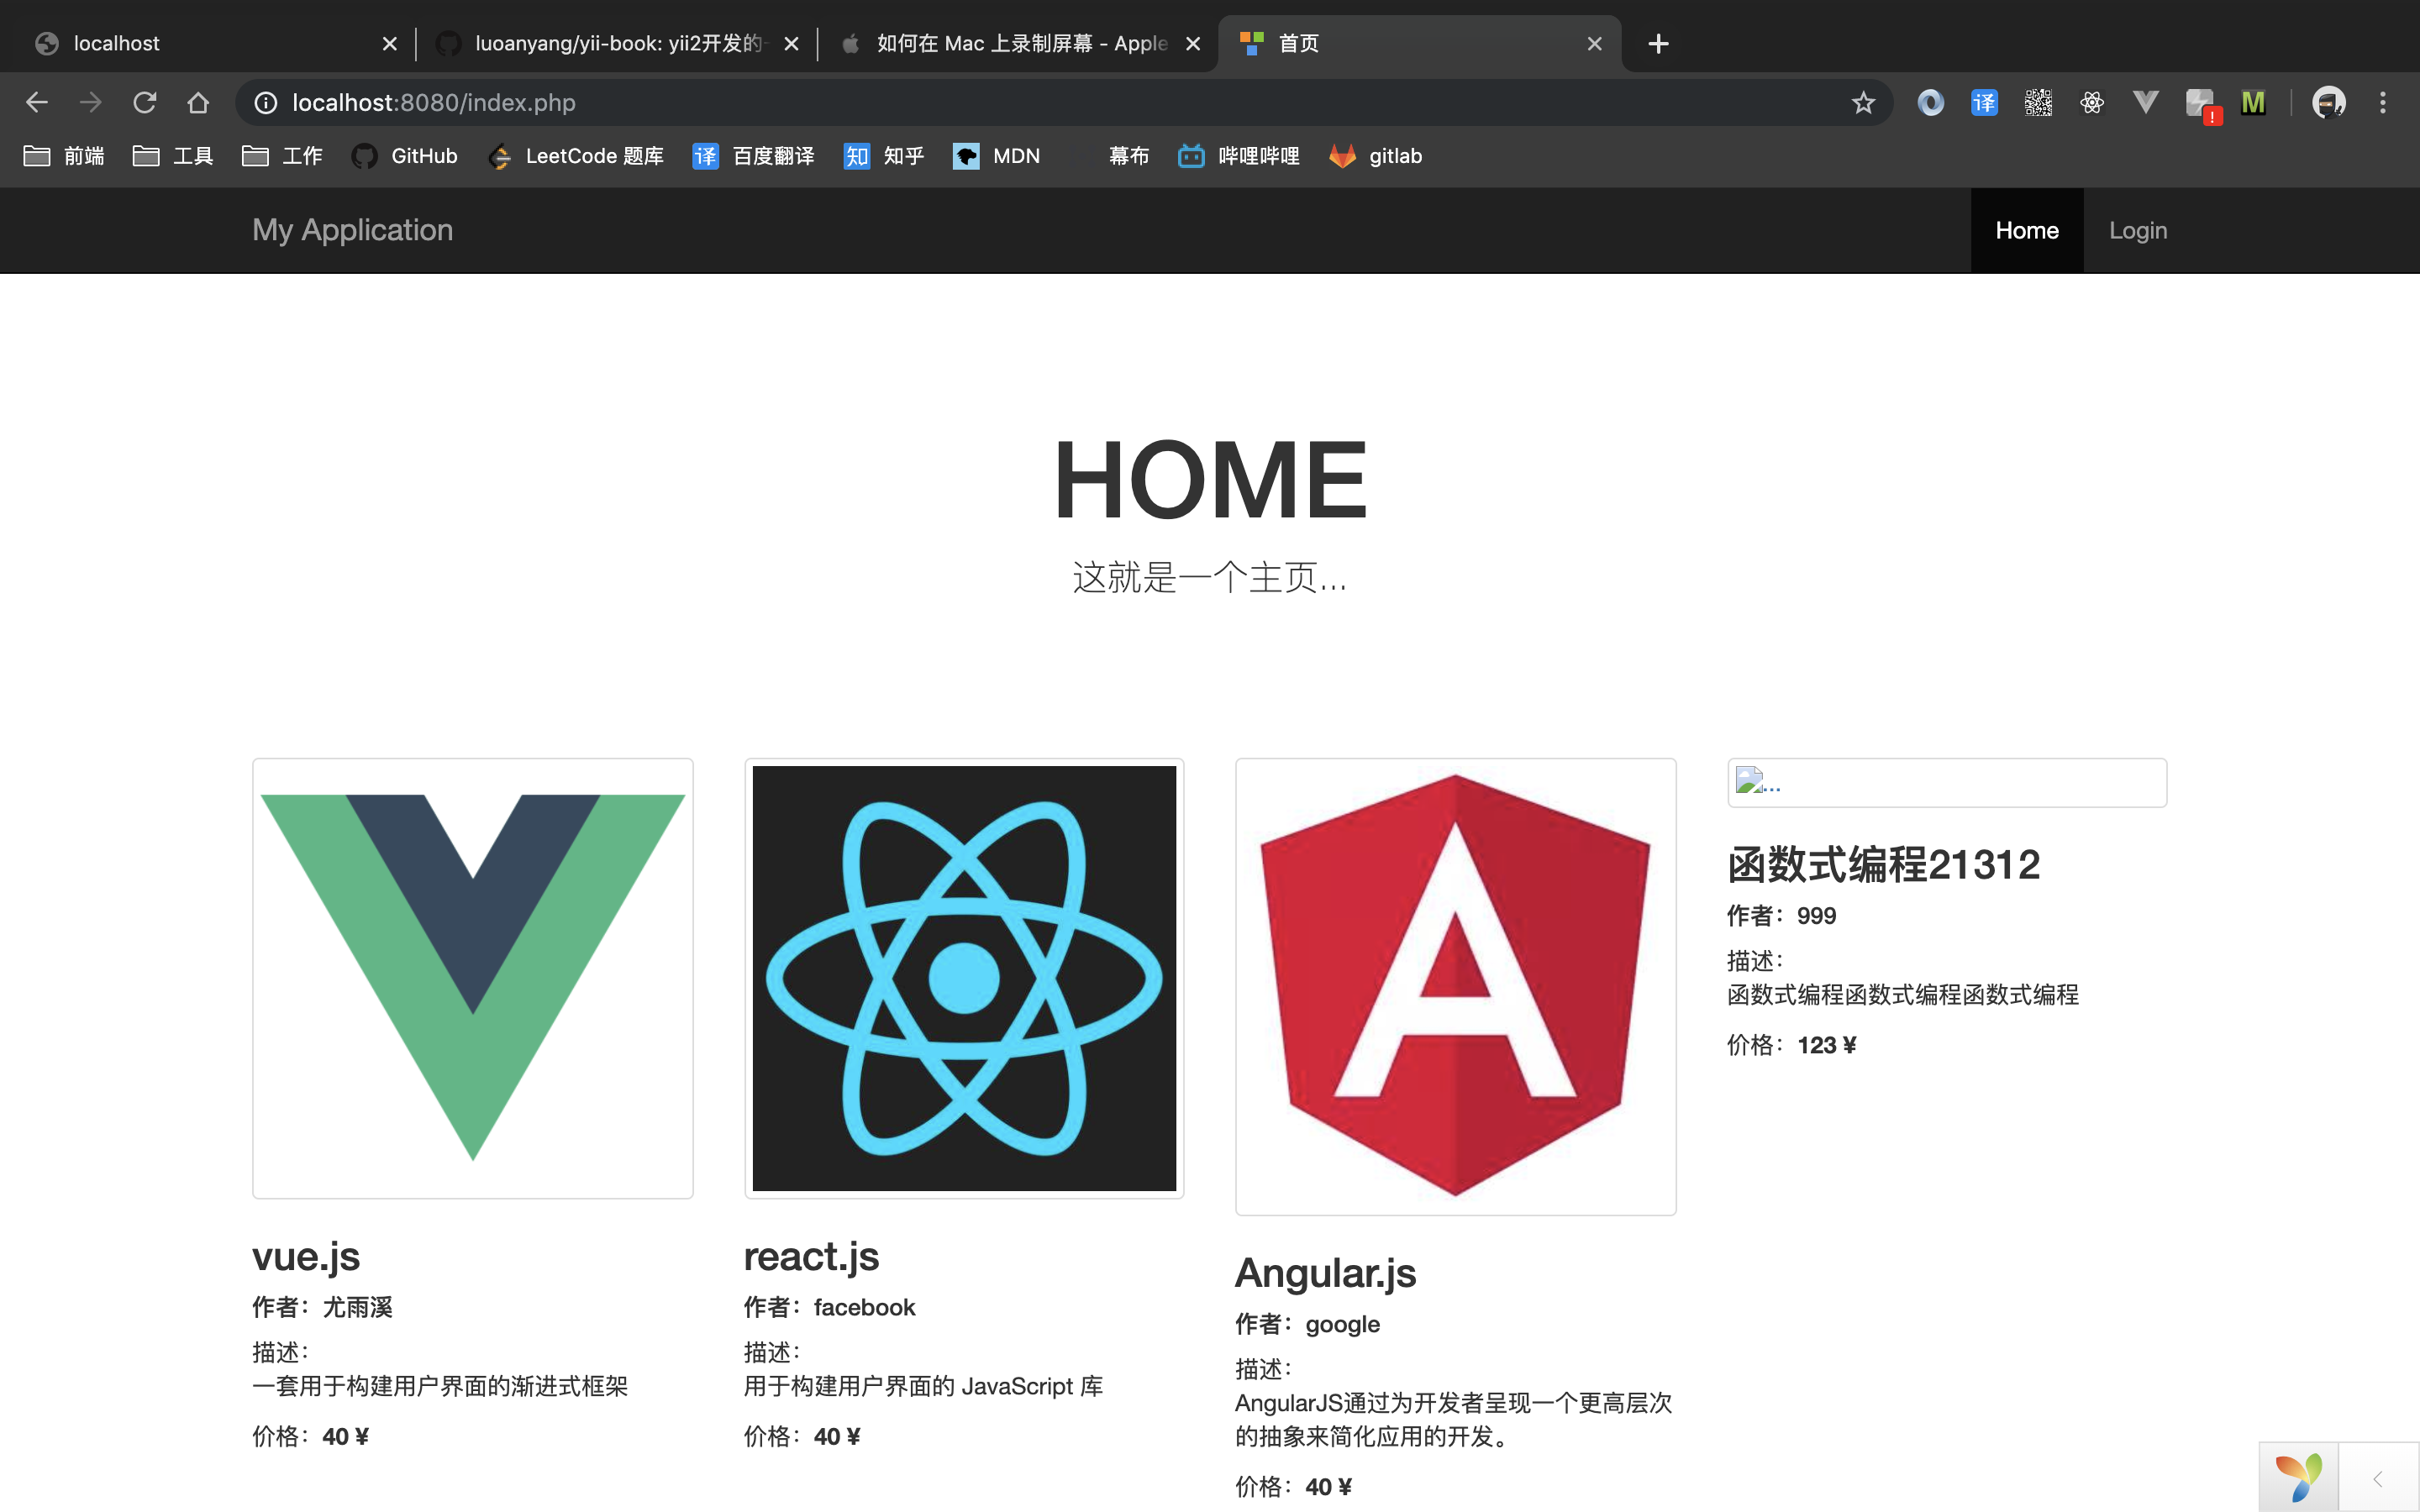 localhost
luoanyang/yii-book: yii2开发的
如何在 Mac 上录制屏幕 - Apple
首页
localhost:8080/index.php
译
M
前端
工具
工作
GitHub
LeetCode 题库
译 百度翻译
知 知乎
MDN
幕布
哔哩哔哩
gitlab
My Application
Home
Login
HOME
这就是一个主页...
vue.js
作者：尤雨溪
描述：
一套用于构建用户界面的渐进式框架
价格：40 ¥
react.js
作者：facebook
描述：
用于构建用户界面的 JavaScript 库
价格：40 ¥
A
Angular.js
作者：google
描述：
AngularJS通过为开发者呈现一个更高层次
的抽象来简化应用的开发。
价格：40 ¥
...
函数式编程21312
作者：999
描述：
函数式编程函数式编程函数式编程
价格：123 ¥